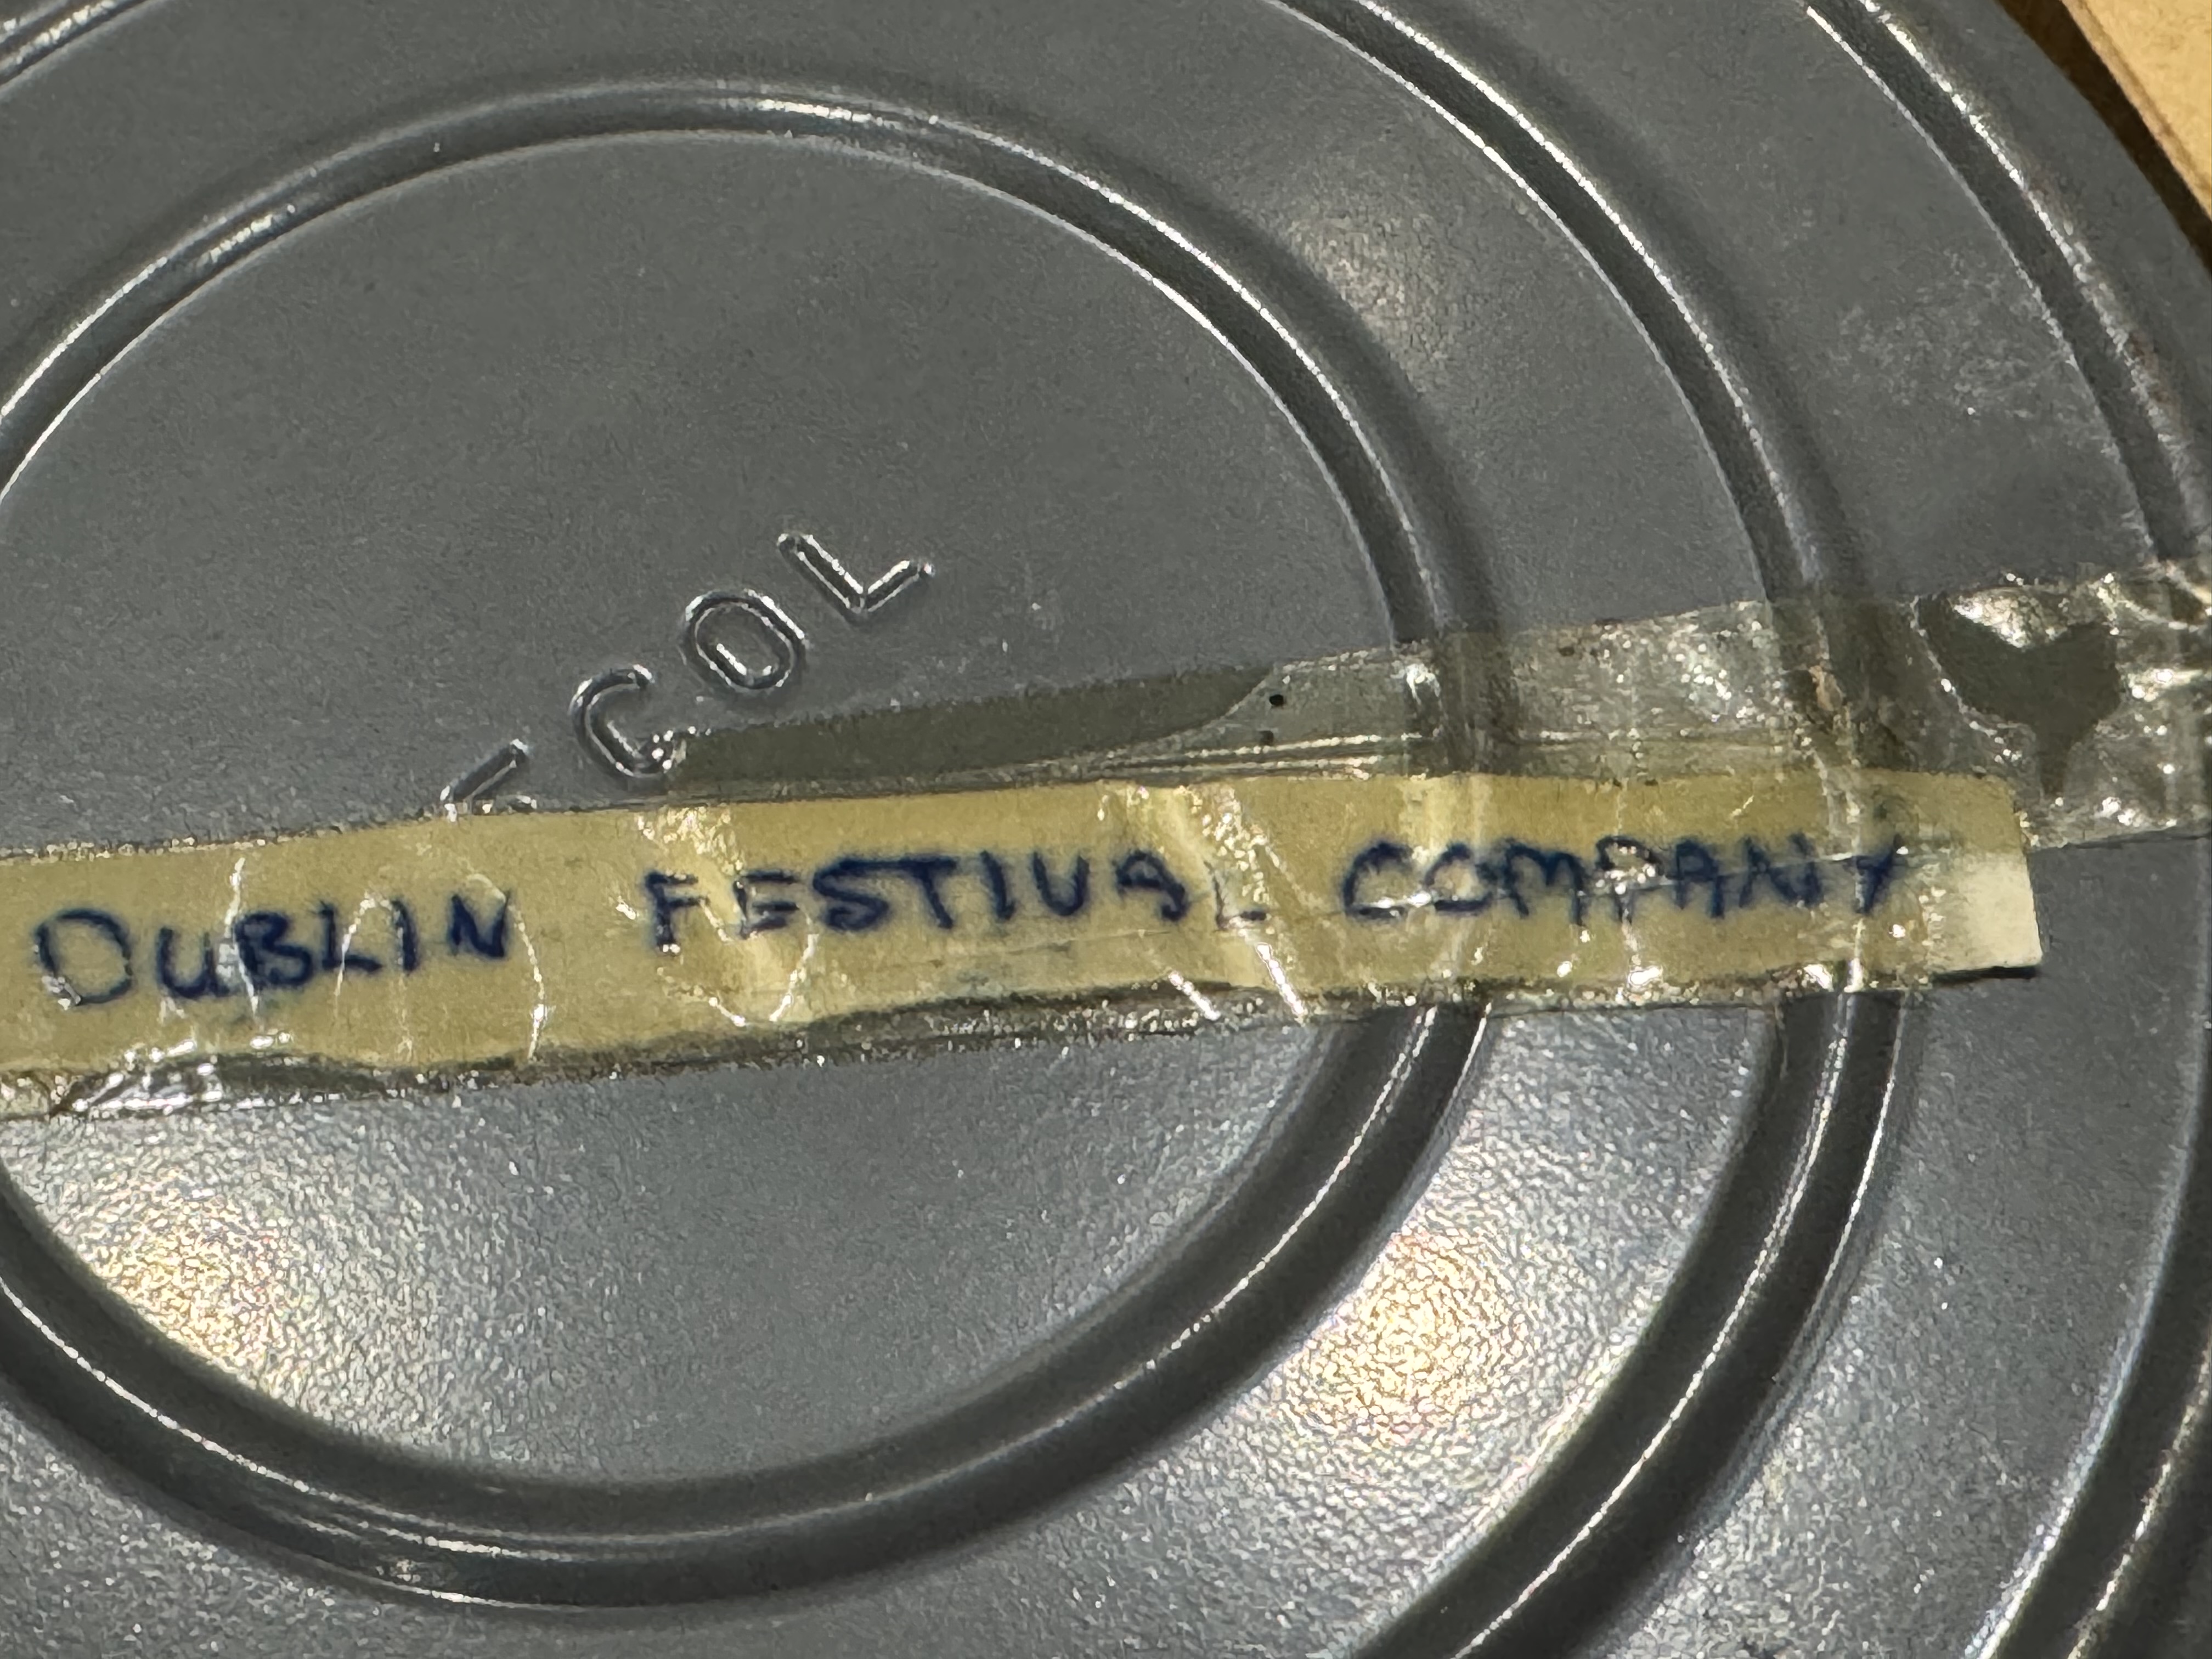 COL
DUBLIN FESTIVAL COMPANY